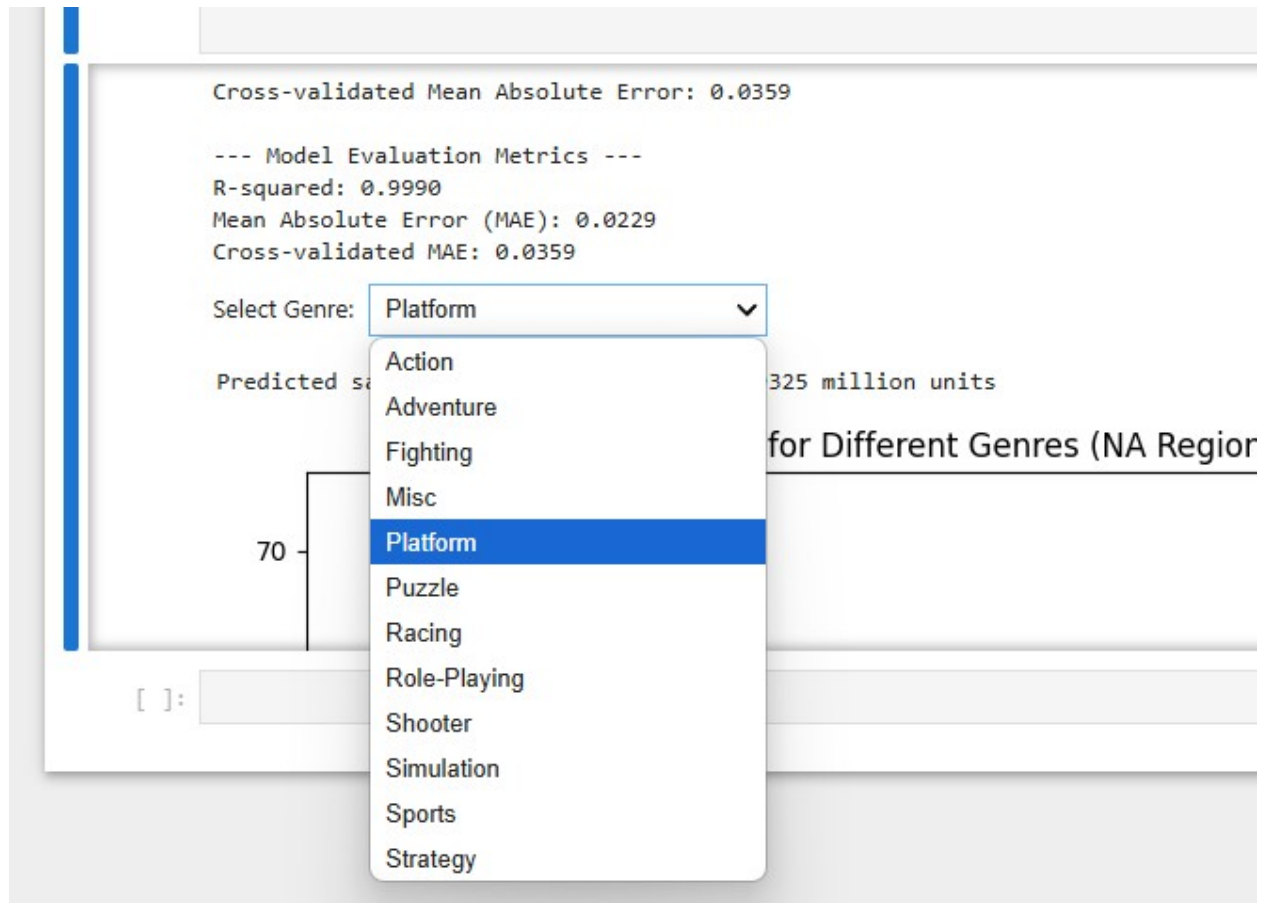 Cross-validated Mean Absolute Error: 0.0359
--- Model Evaluation Metrics ---
R-squared: 0.9990
Mean Absolute Error (MAE): 0.0229
Cross-validated MAE: 0.0359
Select Genre: Platform
Action
Adventure
Fighting
Misc
Platform
Puzzle
Racing
Role-Playing
Shooter
Simulation
Sports
Strategy
Predicted 325 million units
for Different Genres (NA
70
[ ]: